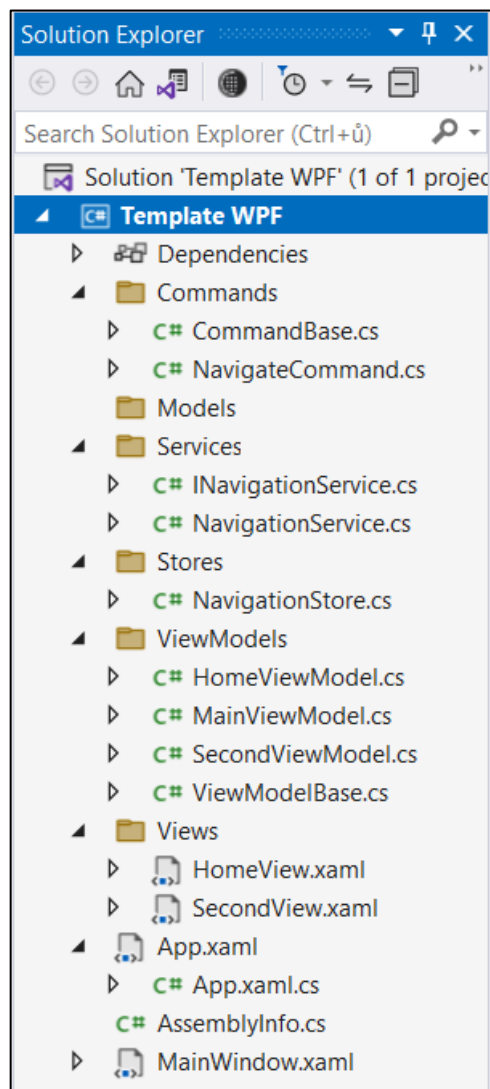 Solution Explorer
Search Solution Explorer (Ctrl+ů)
Solution 'Template WPF' (1 of 1 projec
C# Template WPF
Dependencies
Commands
C# CommandBase.cs
C# NavigateCommand.cs
Models
Services
C# INavigationService.cs
C# NavigationService.cs
Stores
C# NavigationStore.cs
ViewModels
C# HomeViewModel.cs
C# MainViewModel.cs
C# SecondViewModel.cs
C# ViewModelBase.cs
Views
HomeView.xaml
SecondView.xaml
App.xaml
C# App.xaml.cs
C# AssemblyInfo.cs
MainWindow.xaml